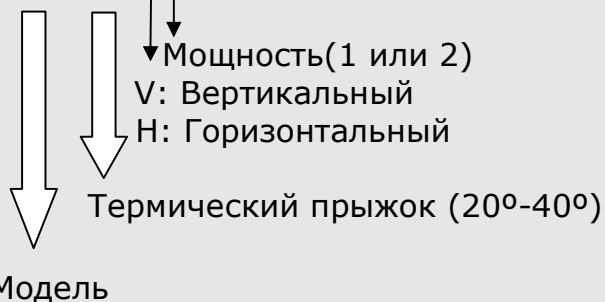 Мощность(1 или 2)
V: Вертикальный
H: Горизонтальный
Термический прыжок (20º-40º)
Модель